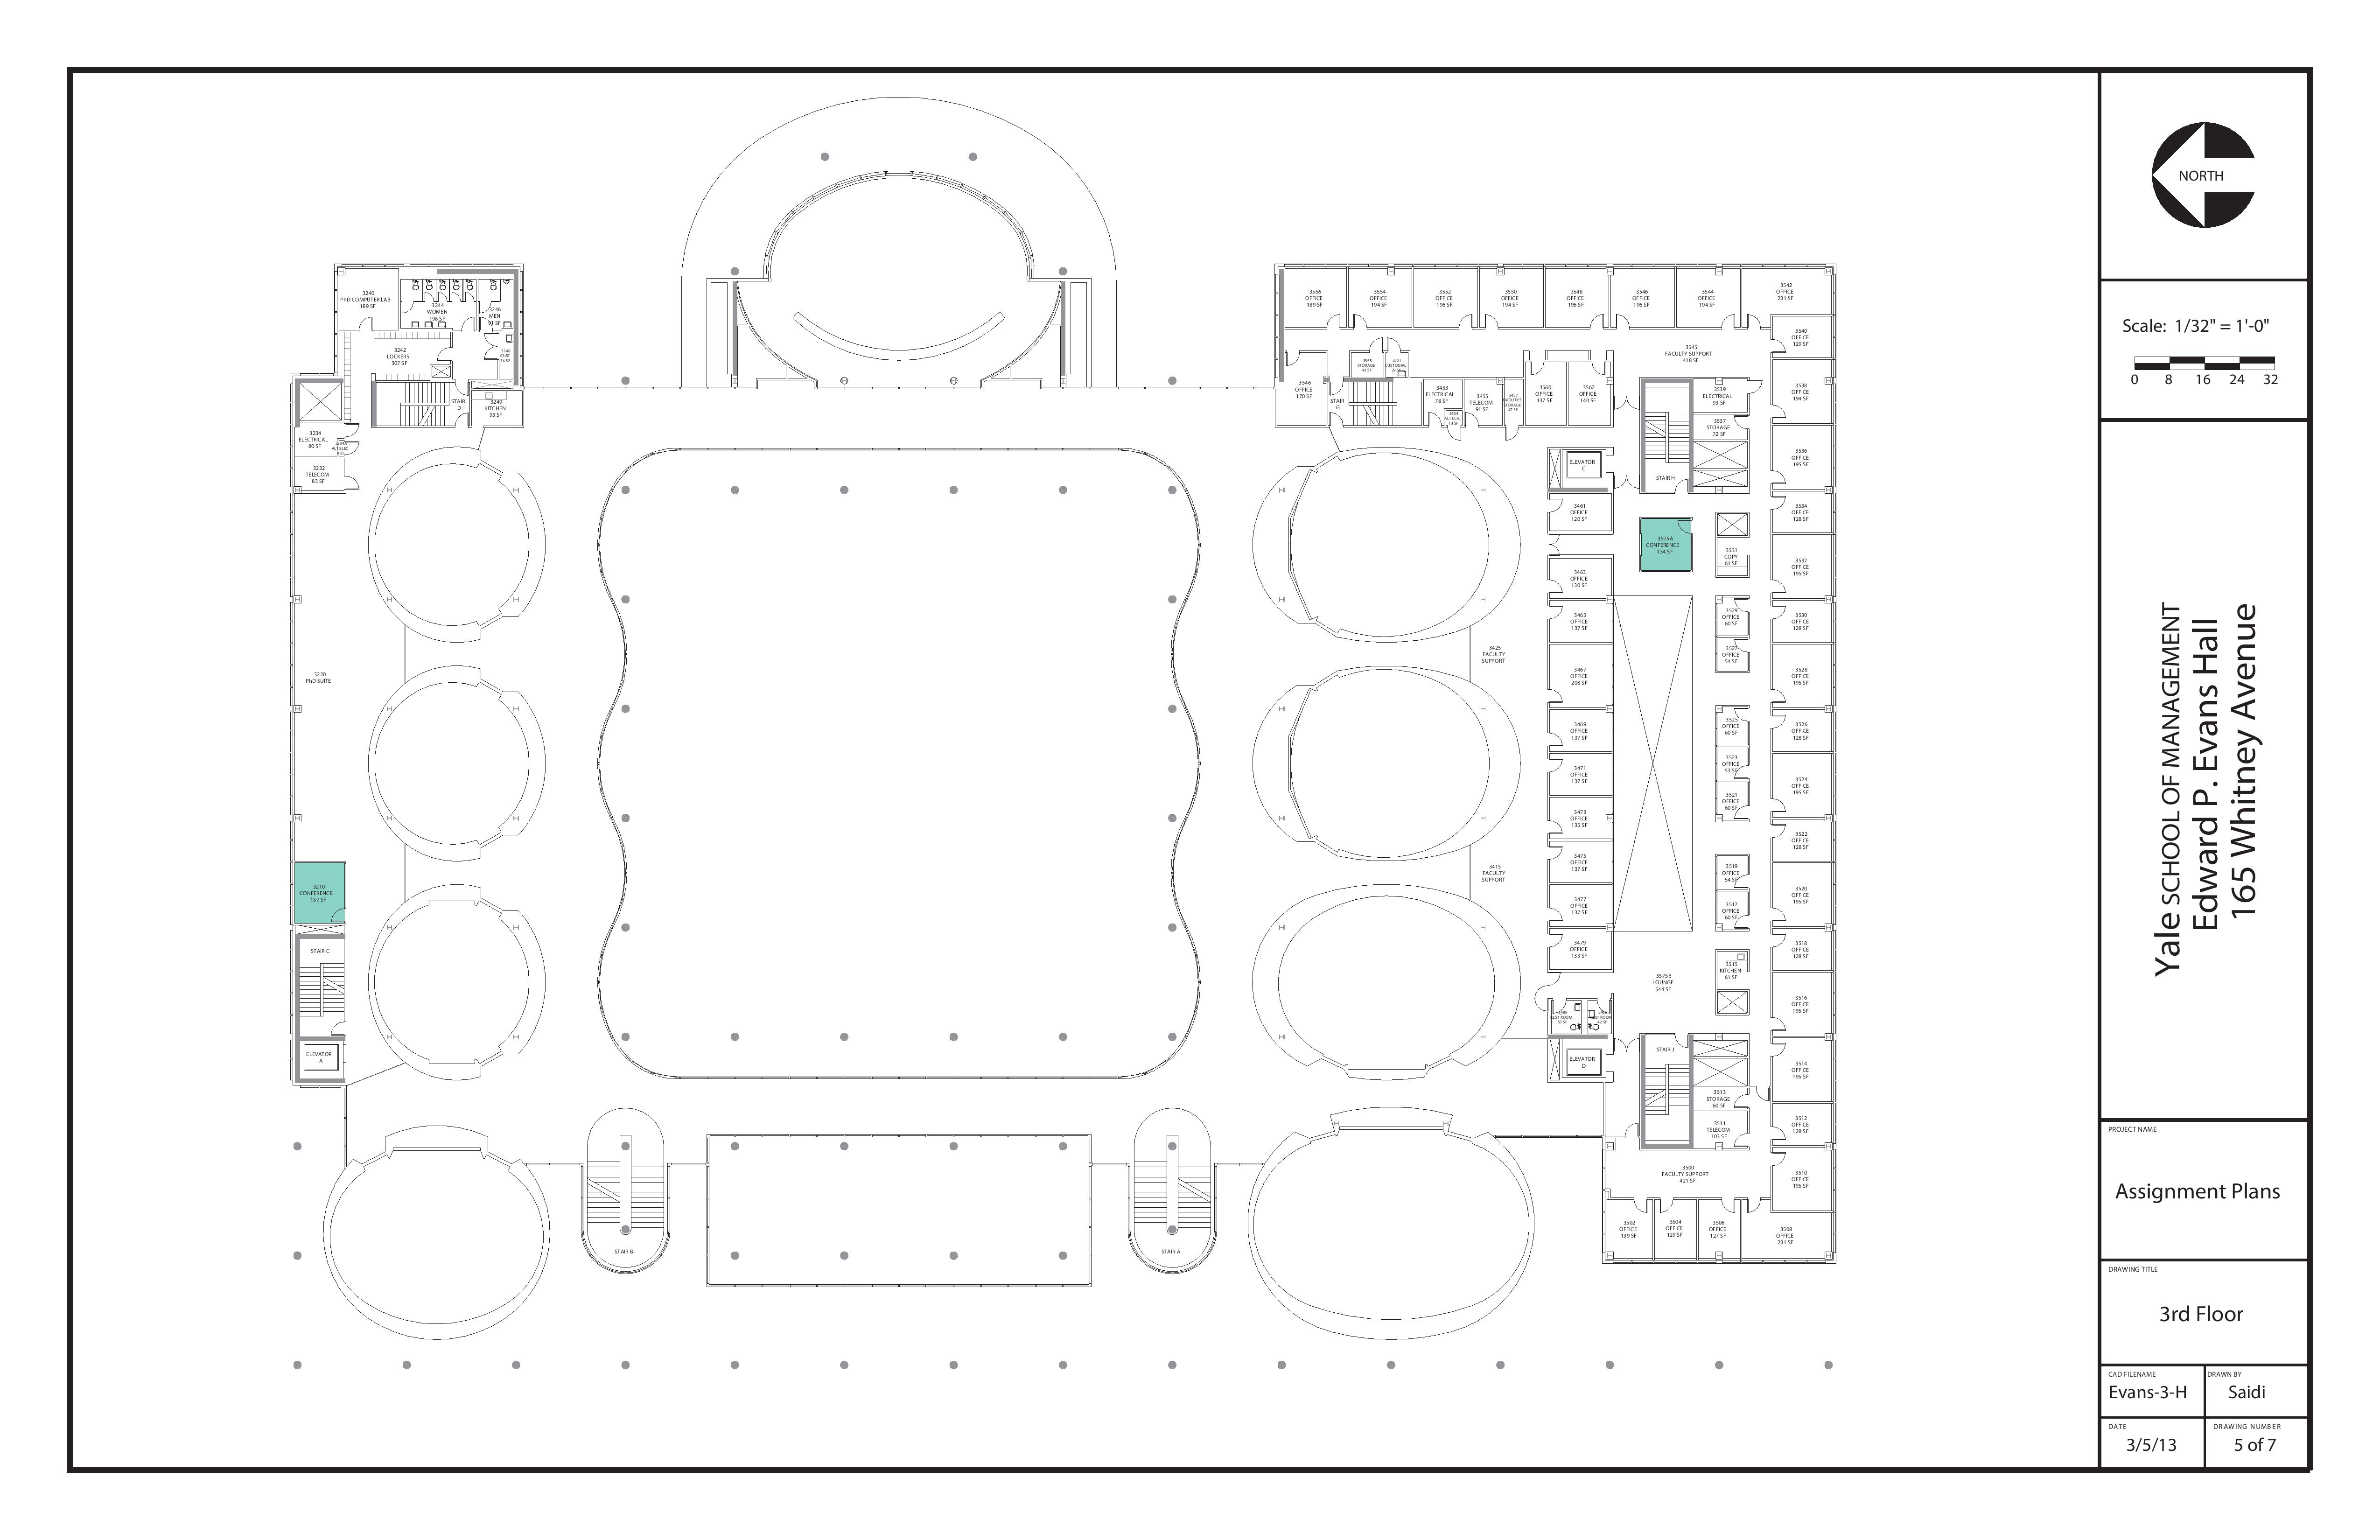 3240
PhD COMPUTER LAB
189 SF
3244
WOMEN
196 SF
3246
MEN
91 SF
3242
LOCKERS
307 SF
3248
CUST
34 SF
STAIR
D
3249
KITCHEN
93 SF
3234
ELECTRICAL
80 SF
3232
TELECOM
83 SF
3220
PhD SUITE
3210
CONFERENCE
157 SF
STAIR C
ELEVATOR
A
STAIR B
STAIR A
3556
OFFICE
189 SF
3554
OFFICE
194 SF
3552
OFFICE
196 SF
3550
OFFICE
194 SF
3548
OFFICE
196 SF
3546
OFFICE
196 SF
3544
OFFICE
194 SF
3542
OFFICE
231 SF
3540
OFFICE
129 SF
3545
FACULTY SUPPORT
418 SF
3546
OFFICE
170 SF
STAIR
G
3555
STORAGE
3551
CUSTODIAL
3453
ELECTRICAL
78 SF
ALT ELEC
13 SF
3455
TELECOM
91 SF
3457
FACILITIES
STORAGE
47 SF
3560
OFFICE
137 SF
3562
OFFICE
140 SF
3539
ELECTRICAL
93 SF
3537
STORAGE
72 SF
STAIR H
ELEVATOR
C
3538
OFFICE
194 SF
3536
OFFICE
195 SF
3534
OFFICE
128 SF
3532
OFFICE
195 SF
3530
OFFICE
128 SF
3528
OFFICE
195 SF
3526
OFFICE
128 SF
3524
OFFICE
195 SF
3522
OFFICE
128 SF
3520
OFFICE
195 SF
3518
OFFICE
128 SF
3516
OFFICE
195 SF
3514
OFFICE
195 SF
3512
OFFICE
128 SF
3510
OFFICE
195 SF
3461
OFFICE
120 SF
3463
OFFICE
130 SF
3465
OFFICE
137 SF
3467
OFFICE
208 SF
3469
OFFICE
137 SF
3471
OFFICE
137 SF
3473
OFFICE
135 SF
3475
OFFICE
137 SF
3477
OFFICE
137 SF
3479
OFFICE
133 SF
3575A
CONFERENCE
134 SF
3531
COPY
61 SF
3529
OFFICE
60 SF
3527
OFFICE
54 SF
3525
OFFICE
60 SF
3523
OFFICE
53 SF
3521
OFFICE
60 SF
3519
OFFICE
54 SF
3517
OFFICE
60 SF
3515
KITCHEN
61 SF
3575B
LOUNGE
544 SF
3425
FACULTY
SUPPORT
3415
FACULTY
SUPPORT
REST ROOM
REST ROOM
ELEVATOR
D
STAIR J
3513
STORAGE
60 SF
3511
TELECOM
103 SF
3500
FACULTY SUPPORT
421 SF
3502
OFFICE
139 SF
3504
OFFICE
129 SF
3506
OFFICE
127 SF
3508
OFFICE
231 SF
NORTH
Scale: 1/32" = 1'-0"
0 8 16 24 32
Yale SCHOOL OF MANAGEMENT
Edward P. Evans Hall
165 Whitney Avenue
PROJECT NAME
Assignment Plans
DRAWING TITLE
3rd Floor
CAD FILENAME
Evans-3-H
DRAWN BY
Saidi
DATE
3/5/13
DRAWING NUMBER
5 of 7